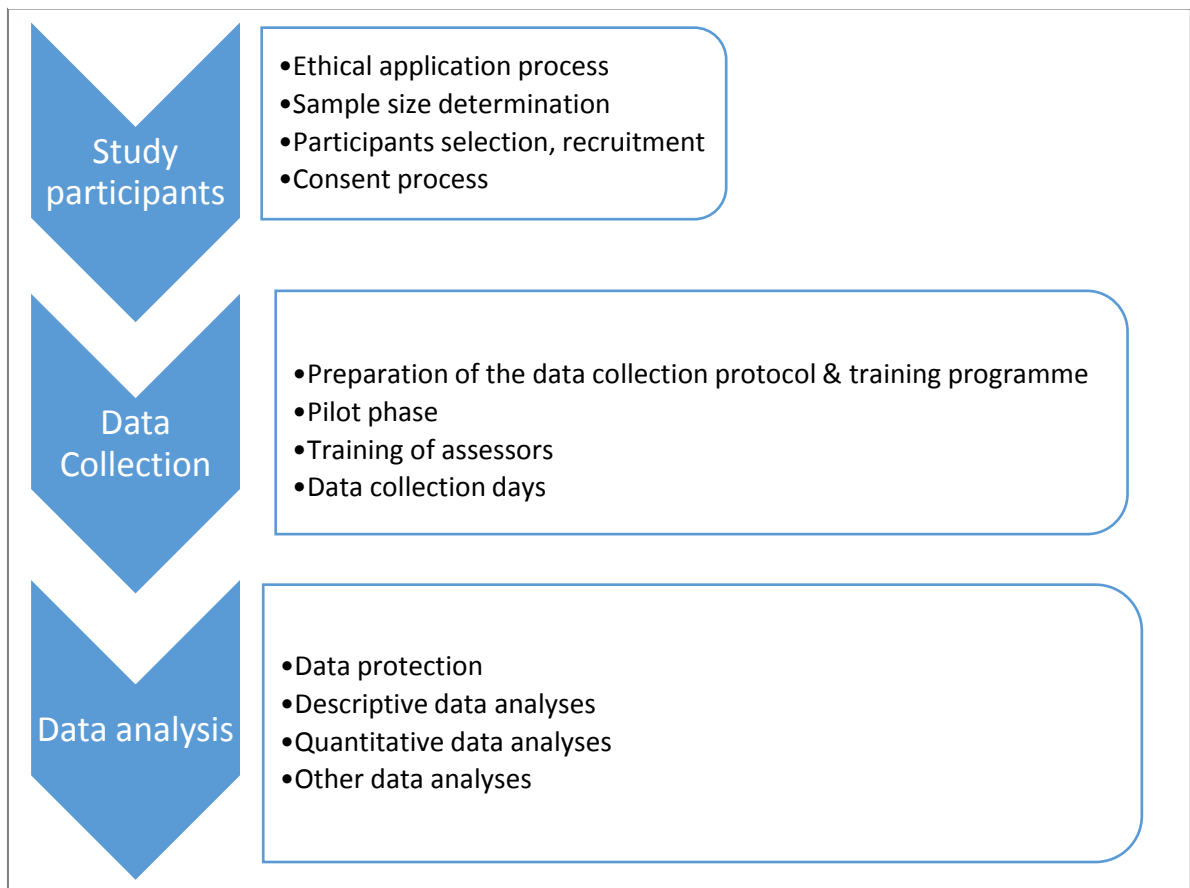 Study
participants
•Ethical application process
•Sample size determination
•Participants selection, recruitment
•Consent process
Data
Collection
•Preparation of the data collection protocol & training programme
•Pilot phase
•Training of assessors
•Data collection days
Data analysis
•Data protection
•Descriptive data analyses
•Quantitative data analyses
•Other data analyses